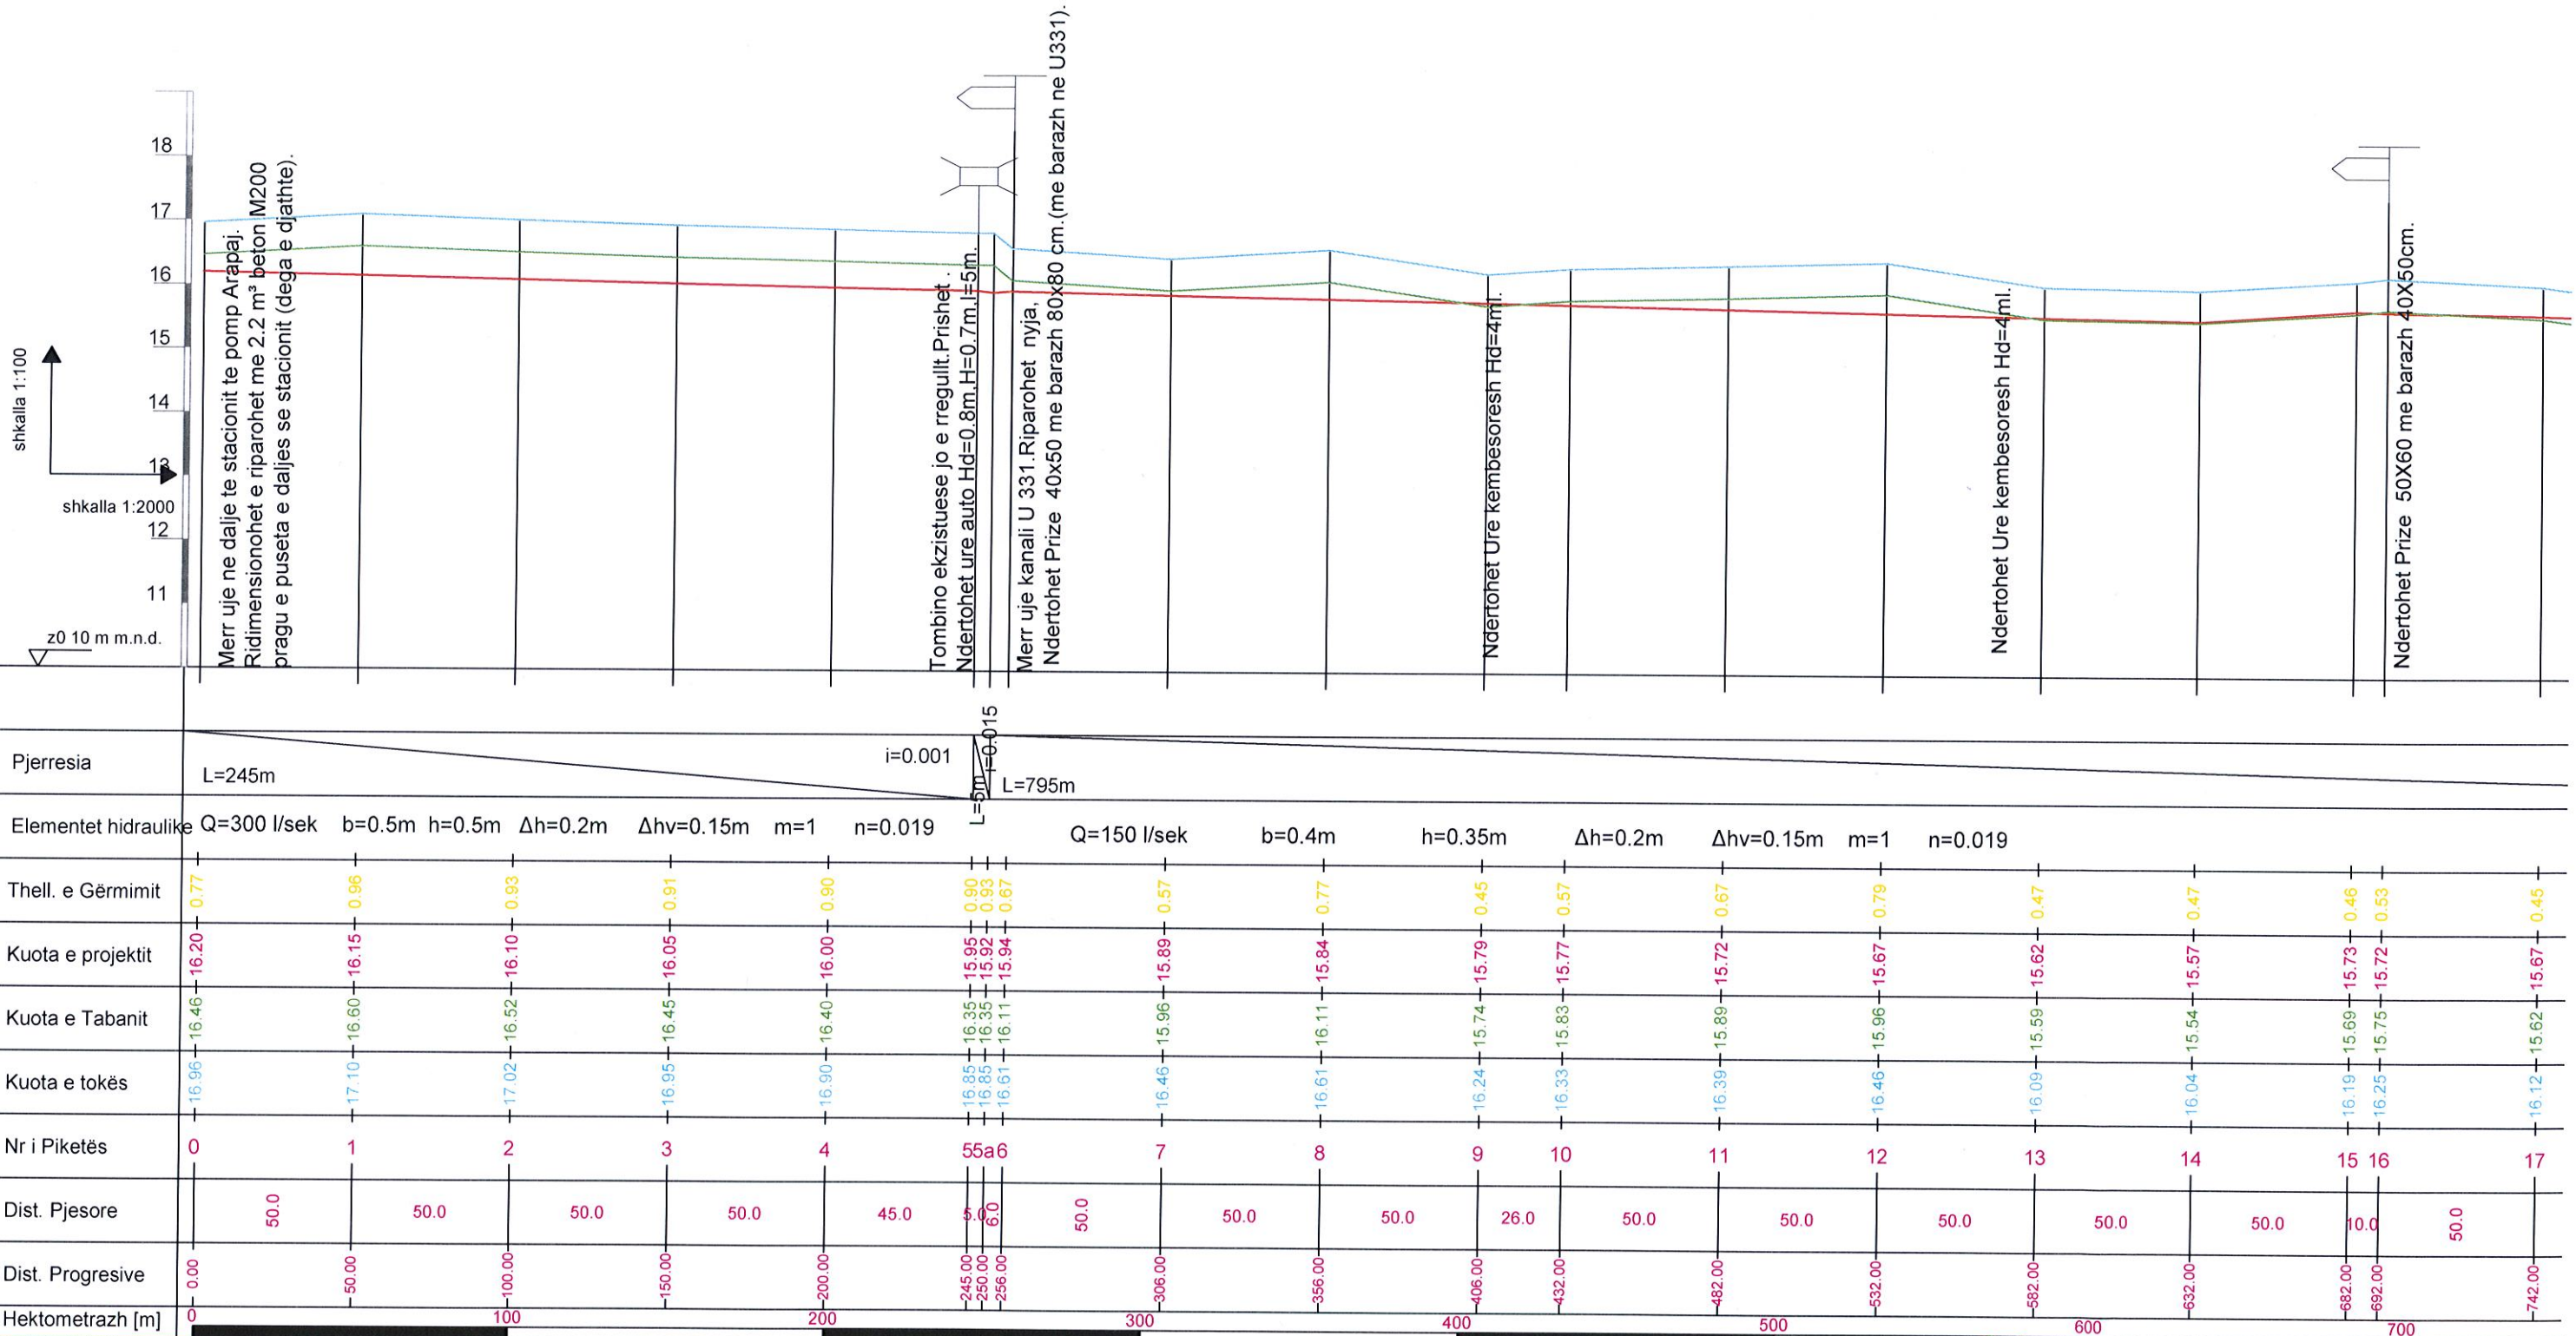 18
17
16
15
14
13
12
11
shkalla 1:100
shkalla 1:2000
z0 10 m m.n.d.
Merr uje ne dalje te stacionit te pomp Arapaj.
Ridimensionohet e riparohet me 2.2 m³ beton M200
pragu e puseta e daljes se stacionit (dega e djathte).
Tombino ekzistuese jo e rregullt.Prishet .
Ndertohet ure auto Hd=0.8m.H=0.7m.l=5m.
Merr uje kanali U 331.Riparohet nyja,
Ndertohet Prize 40x50 me barazh 80x80 cm.(me barazh ne U331).
Ndertohet Ure kembesoresh Hd=4ml.
Ndertohet Ure kembesoresh Hd=4ml.
Ndertohet Prize 50X60 me barazh 40X50cm.
Pjerresia
L=245m
i=0.001
L=5m i=0.015
L=795m
Elementet hidraulike Q=300 l/sek b=0.5m h=0.5m Δh=0.2m Δhv=0.15m m=1 n=0.019
Q=150 l/sek b=0.4m h=0.35m Δh=0.2m Δhv=0.15m m=1 n=0.019
Thell. e Gërmimit 0.77 0.96 0.93 0.91 0.90 0.90 0.93 0.67 0.57 0.77 0.45 0.57 0.67 0.79 0.47 0.47 0.46 0.53 0.45
Kuota e projektit 16.20 16.15 16.10 16.05 16.00 15.95 15.92 15.94 15.89 15.84 15.79 15.77 15.72 15.67 15.62 15.57 15.73 15.72 15.67
Kuota e Tabanit 16.46 16.60 16.52 16.45 16.40 16.35 16.35 16.11 15.96 16.11 15.74 15.83 15.89 15.96 15.59 15.54 15.69 15.75 15.62
Kuota e tokës 16.96 17.10 17.02 16.95 16.90 16.85 16.85 16.61 16.46 16.61 16.24 16.33 16.39 16.46 16.09 16.04 16.19 16.25 16.12
Nr i Piketës 0 1 2 3 4 5 5a 6 7 8 9 10 11 12 13 14 15 16 17
Dist. Pjesore 50.0 50.0 50.0 50.0 45.0 5.0 6.0 50.0 50.0 50.0 26.0 50.0 50.0 50.0 50.0 50.0 10.0 50.0
Dist. Progresive 0.00 50.00 100.00 150.00 200.00 245.00 250.00 256.00 306.00 356.00 406.00 432.00 482.00 532.00 582.00 632.00 682.00 692.00 742.00
Hektometrazh [m] 0 100 200 300 400 500 600 700